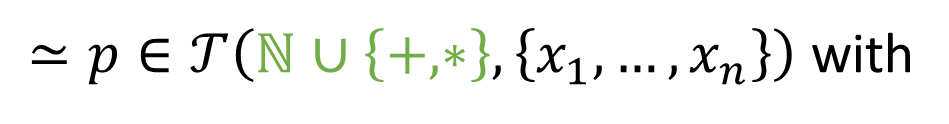 ≃ 𝑝 ∈ 𝒯(ℕ ∪ {+,∗}, {𝑥₁, … , 𝑥ₙ}) with